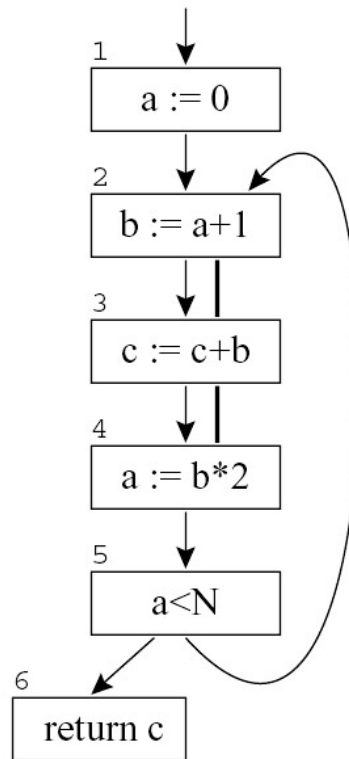 1
a := 0
2
b := a+1
3
c := c+b
4
a := b*2
5
a<N
6
return c